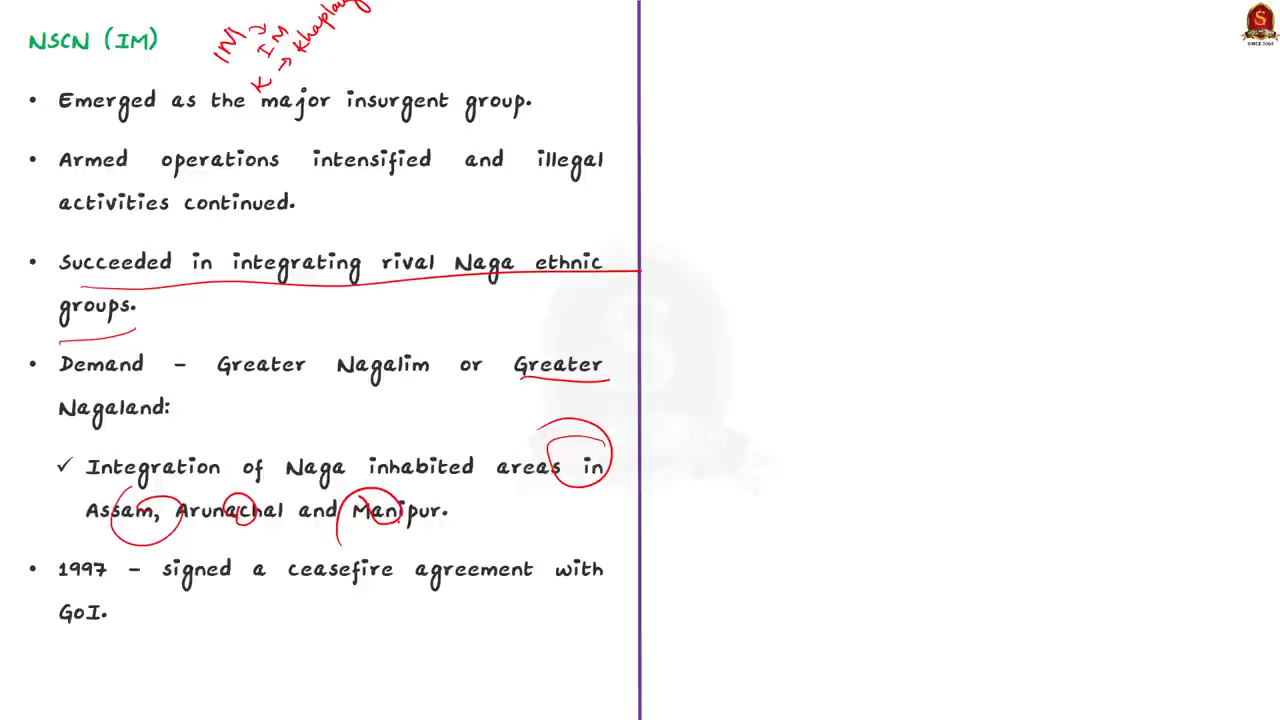 NSCN (IM)
IM
IM
K → Khaplang
• Emerged as the major insurgent group.
• Armed operations intensified and illegal
activities continued.
• Succeeded in integrating rival Naga ethnic
groups.
• Demand – Greater Nagalim or Greater
Nagaland:
✓ Integration of Naga inhabited areas in
Assam, Arunachal and Manipur.
• 1997 – signed a ceasefire agreement with
GoI.
S
SINCE 2004